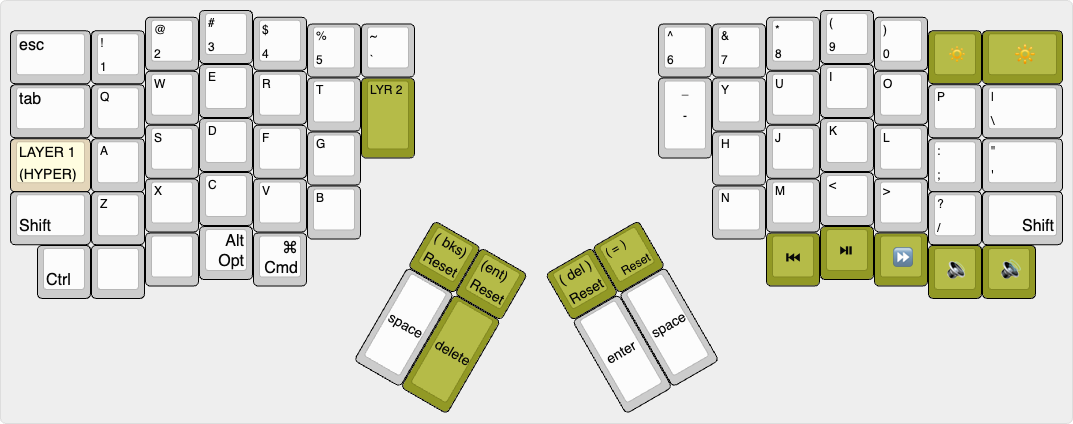 esc ! @ # $ % ~ ^ & * ( )
1 2 3 4 5 ` 6 7 8 9 0
tab Q W E R T LYR 2 _ Y U I O P | \
-
LAYER 1 A S D F G H J K L : ; " '
(HYPER)
Shift Z X C V B N M < > ? / Shift
Ctrl Alt ⌘ ⏮ ⏯ ⏩ 🔈 🔊
Opt Cmd
( bks) (ent) ( del ) ( = )
Reset Reset Reset Reset
space delete enter space